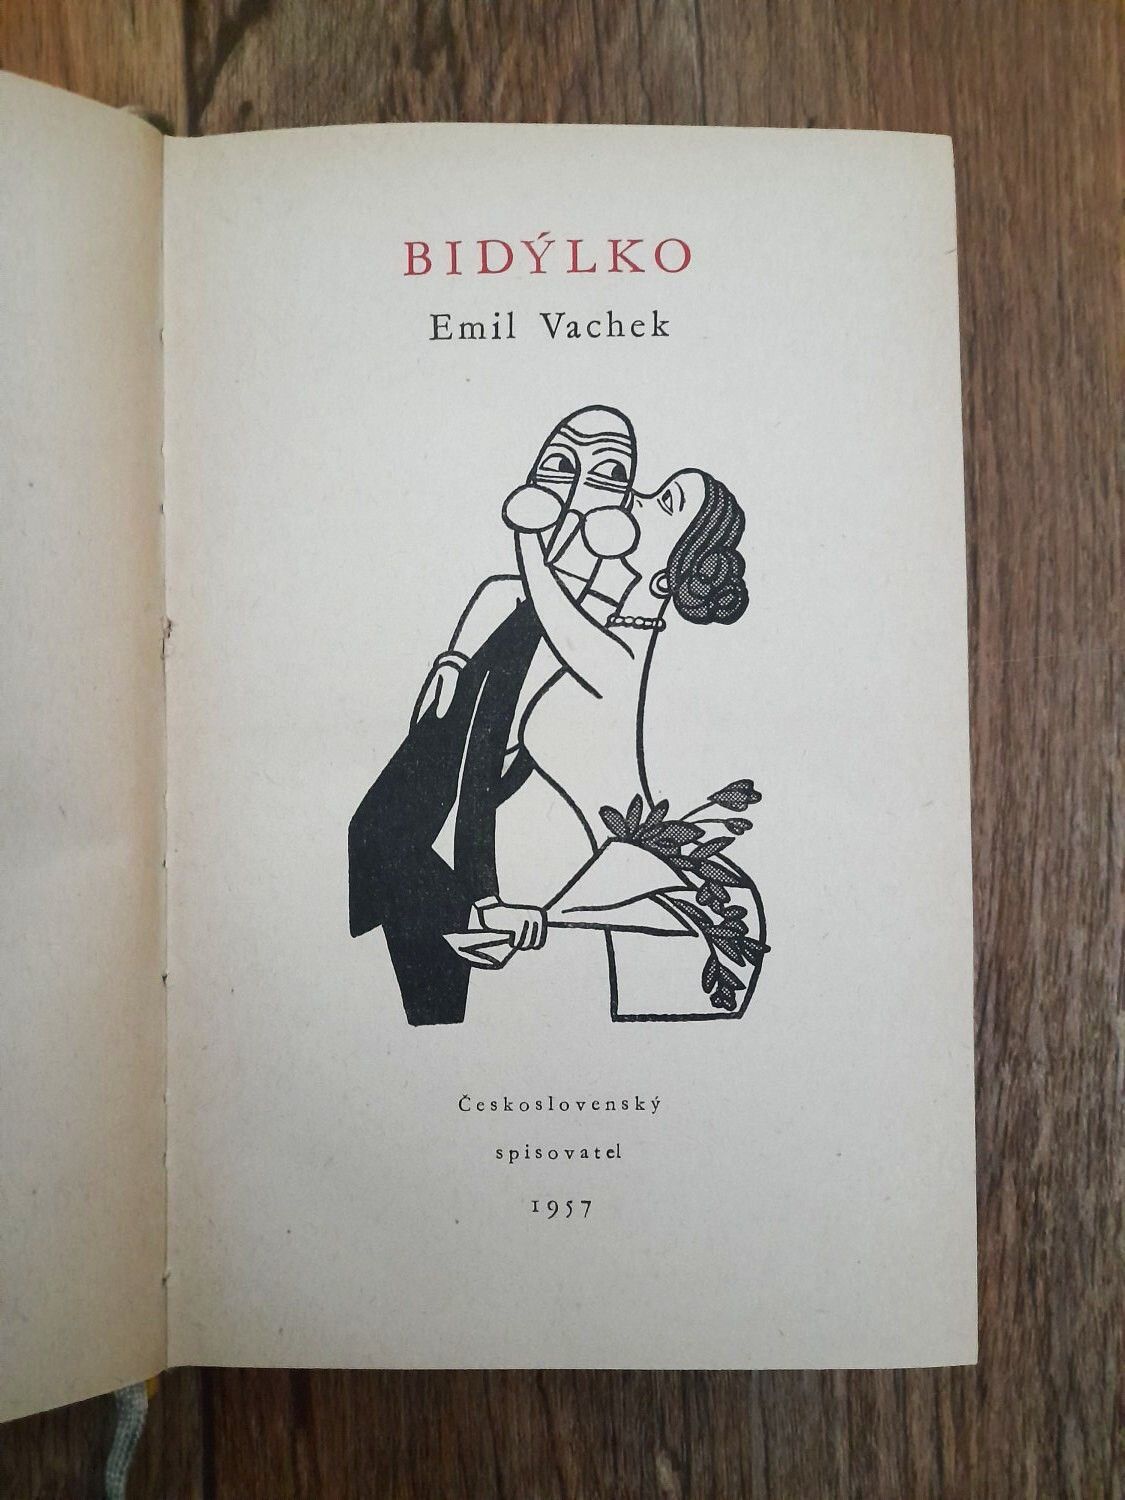 BIDÝLKO
Emil Vachek
Československý
spisovatel
1957